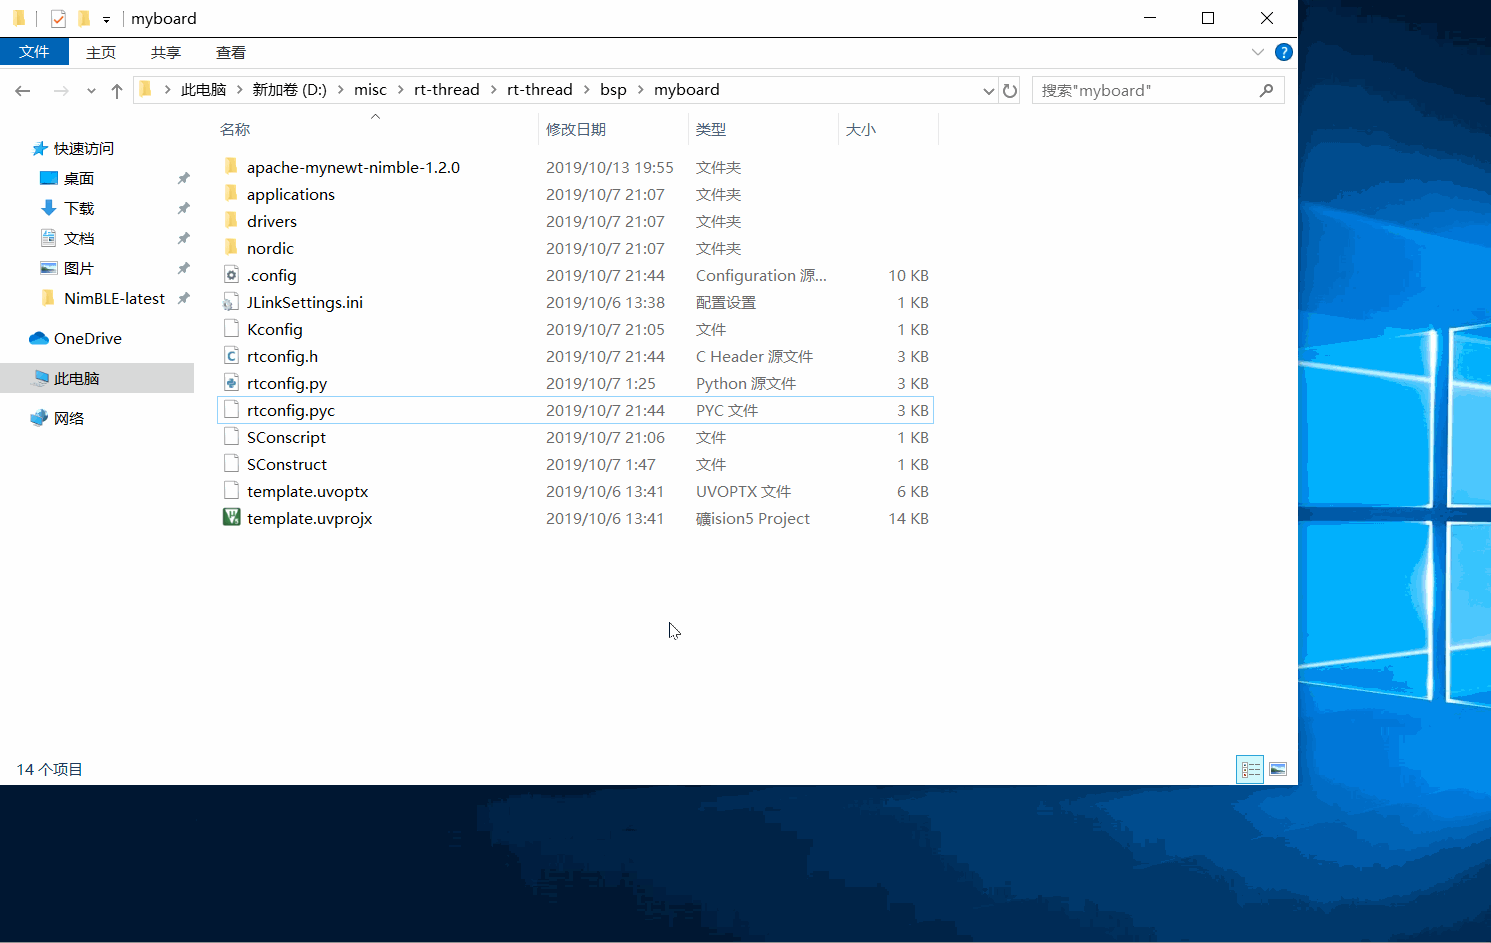 myboard
文件 主页 共享 查看
此电脑 新加卷 (D:) misc rt-thread rt-thread bsp myboard 搜索"myboard"
名称 修改日期 类型 大小
快速访问
桌面
下载
文档
图片
NimBLE-latest
OneDrive
此电脑
网络
apache-mynewt-nimble-1.2.0 2019/10/13 19:55 文件夹
applications 2019/10/7 21:07 文件夹
drivers 2019/10/7 21:07 文件夹
nordic 2019/10/7 21:07 文件夹
.config 2019/10/7 21:44 Configuration 源... 10 KB
JLinkSettings.ini 2019/10/6 13:38 配置设置 1 KB
Kconfig 2019/10/7 21:05 文件 1 KB
rtconfig.h 2019/10/7 21:44 C Header 源文件 3 KB
rtconfig.py 2019/10/7 1:25 Python 源文件 3 KB
rtconfig.pyc 2019/10/7 21:44 PYC 文件 3 KB
SConscript 2019/10/7 21:06 文件 1 KB
SConstruct 2019/10/7 1:47 文件 1 KB
template.uvoptx 2019/10/6 13:41 UVOPTX 文件 6 KB
template.uvprojx 2019/10/6 13:41 礦ision5 Project 14 KB
14 个项目